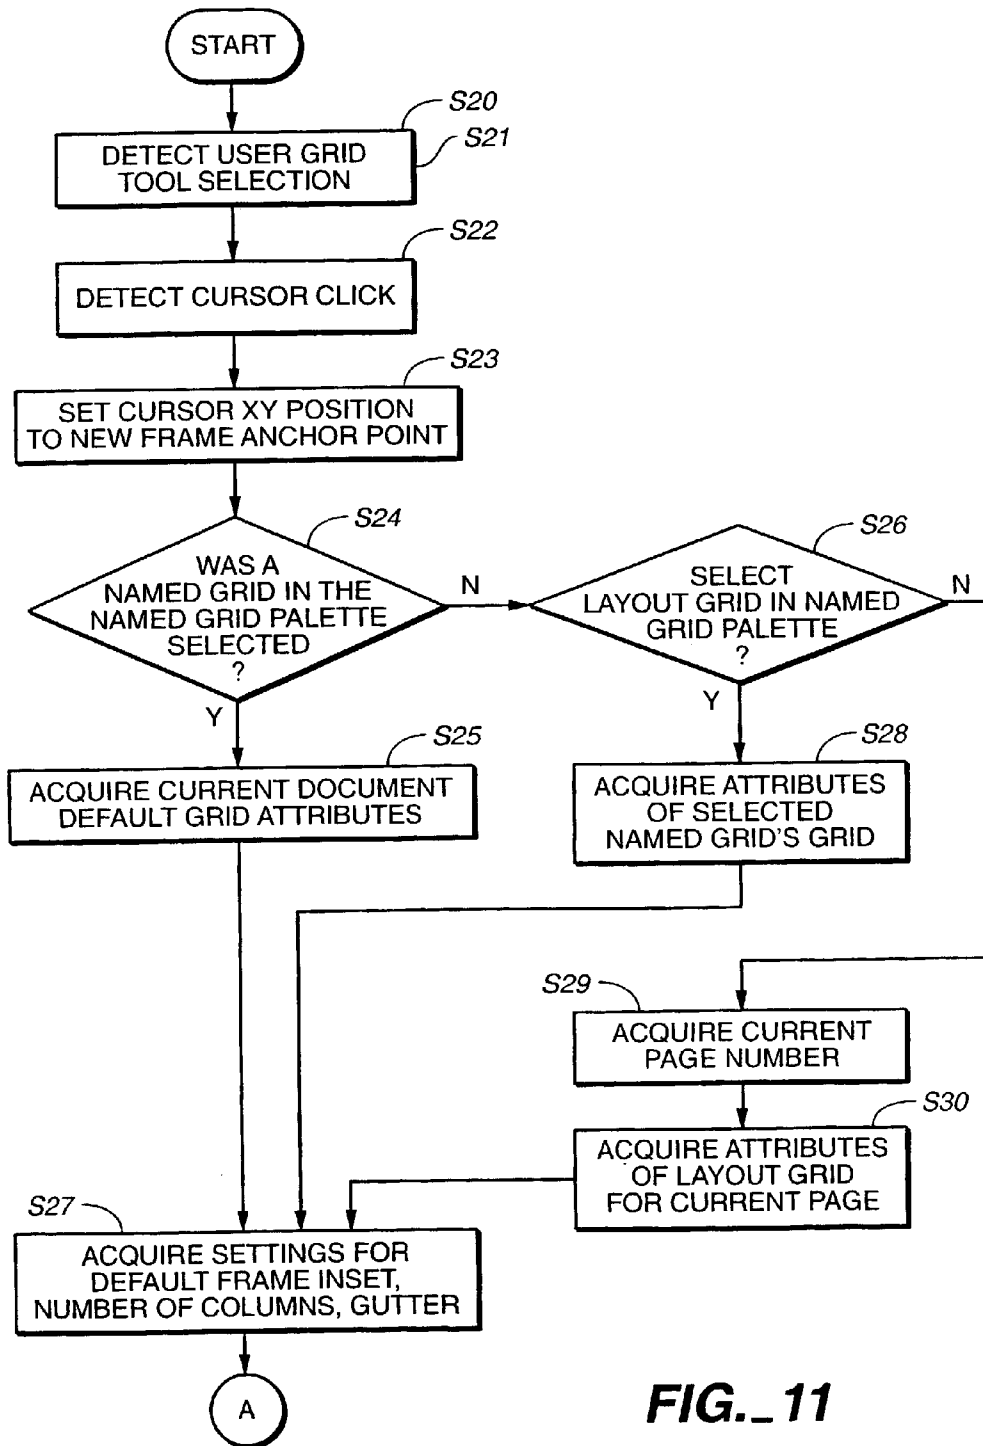 START
S20
S21
DETECT USER GRID
TOOL SELECTION
S22
DETECT CURSOR CLICK
S23
SET CURSOR XY POSITION
TO NEW FRAME ANCHOR POINT
S24
WAS A
NAMED GRID IN THE
NAMED GRID PALETTE
SELECTED
?
N
Y
S26
SELECT
LAYOUT GRID IN NAMED
GRID PALETTE
?
N
Y
S25
ACQUIRE CURRENT DOCUMENT
DEFAULT GRID ATTRIBUTES
S28
ACQUIRE ATTRIBUTES
OF SELECTED
NAMED GRID'S GRID
S29
ACQUIRE CURRENT
PAGE NUMBER
S30
ACQUIRE ATTRIBUTES
OF LAYOUT GRID
FOR CURRENT PAGE
S27
ACQUIRE SETTINGS FOR
DEFAULT FRAME INSET,
NUMBER OF COLUMNS, GUTTER
A
FIG._11